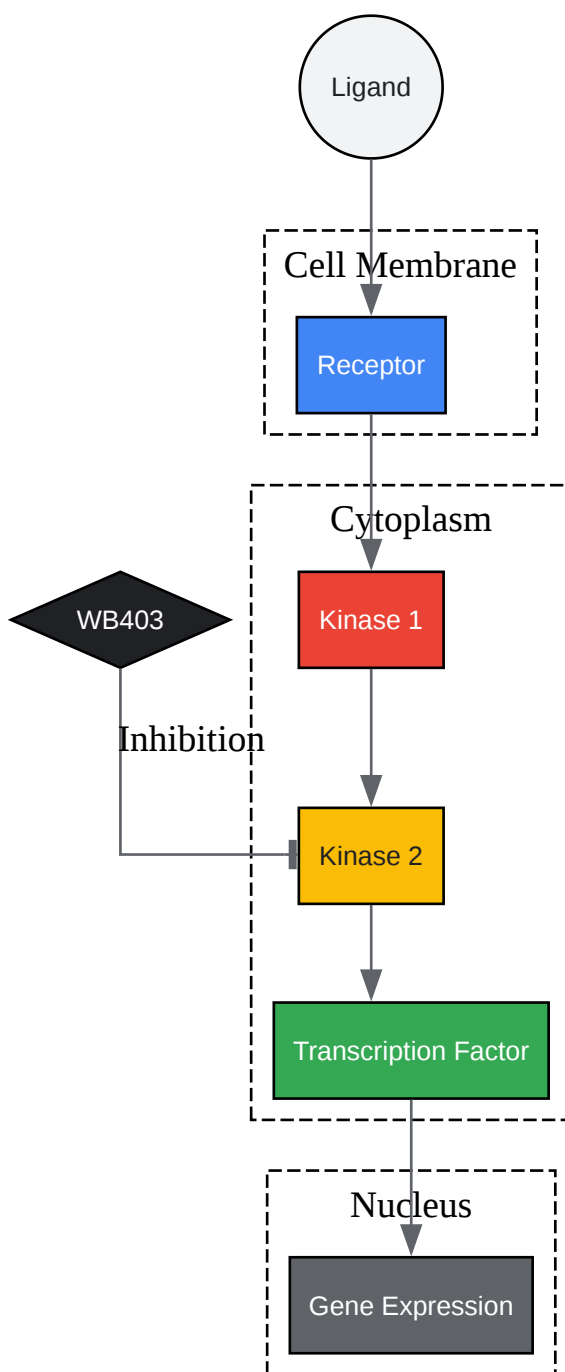 Ligand
Cell Membrane
Receptor
Cytoplasm
WB403
Kinase 1
Inhibition
Kinase 2
Transcription Factor
Nucleus
Gene Expression